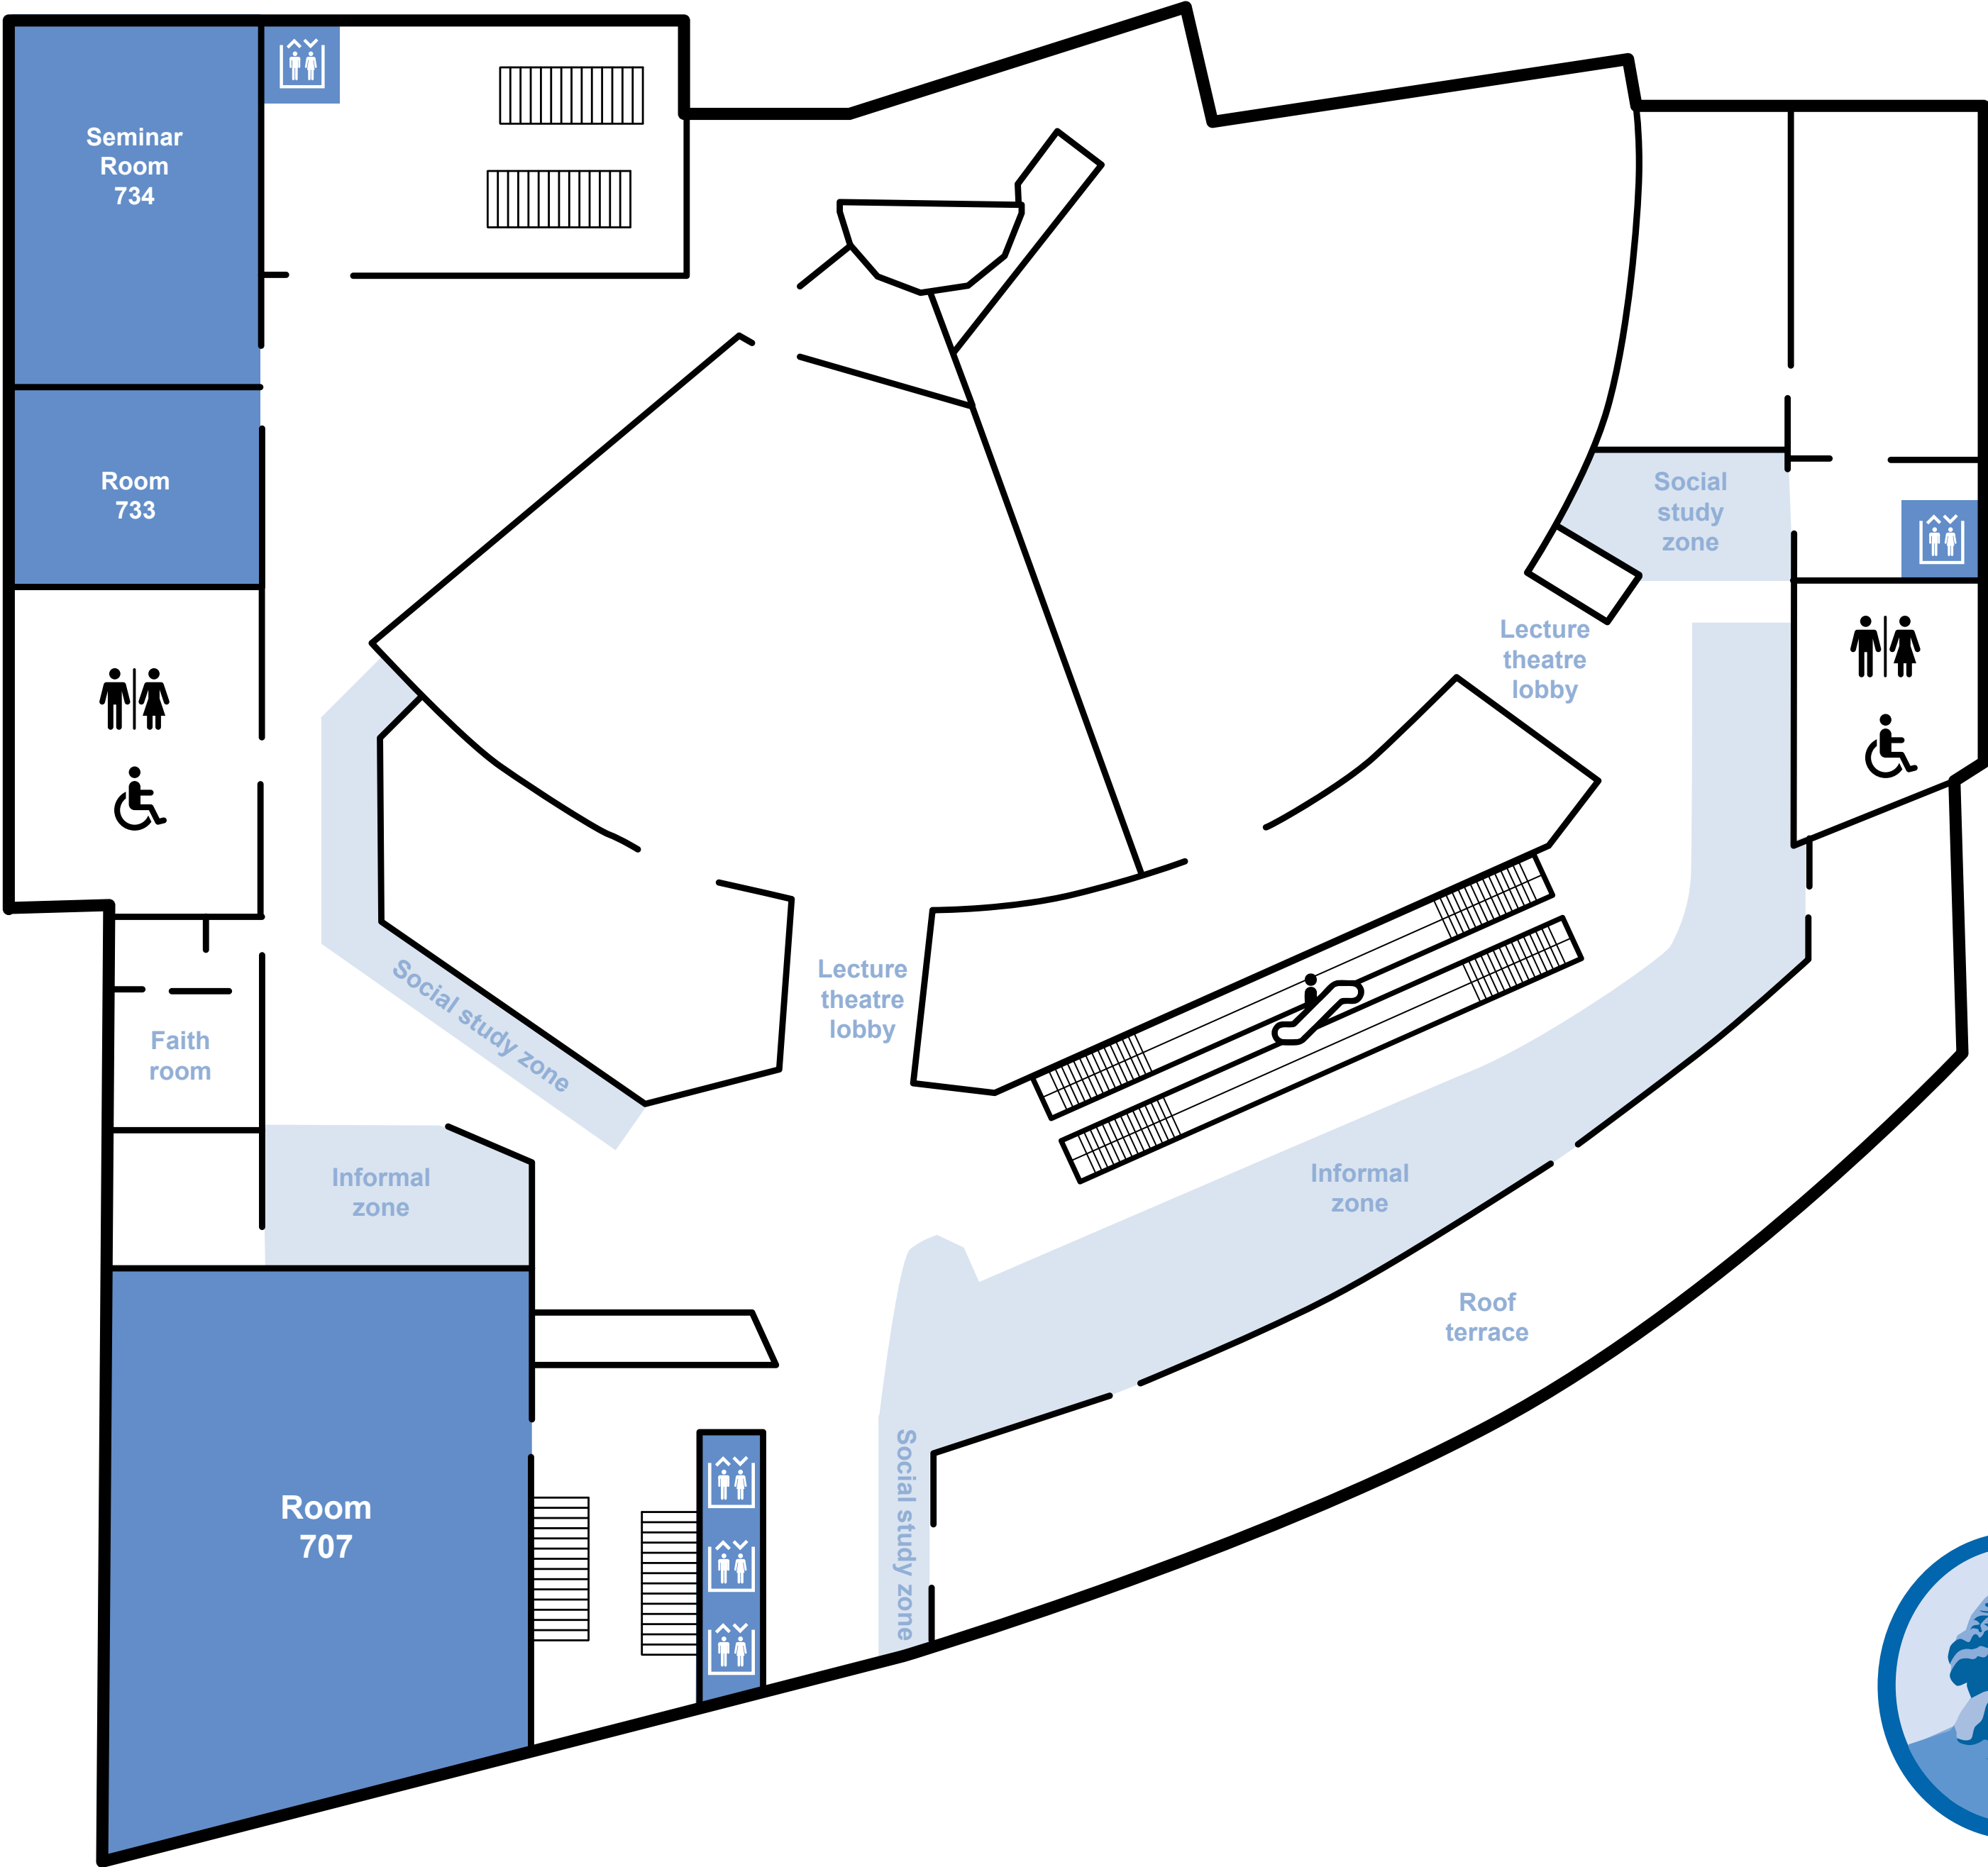 Seminar
Room
734
Room
733
Social
study
zone
Lecture
theatre
lobby
Lecture
theatre
lobby
Social study zone
Faith
room
Informal
zone
Informal
zone
Roof
terrace
Social study zone
Room
707